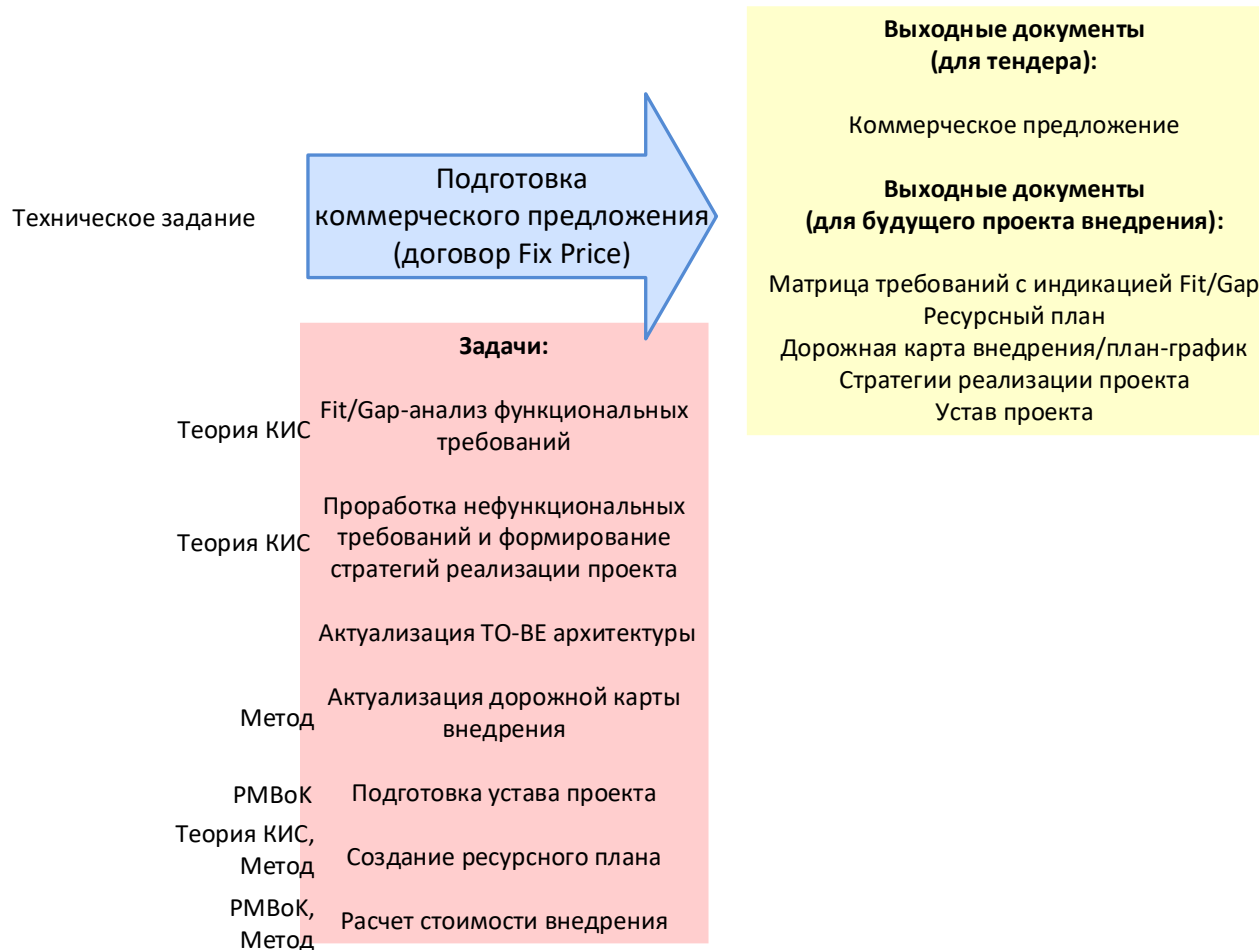 Техническое задание
Подготовка
коммерческого предложения
(договор Fix Price)
Выходные документы
(для тендера):
Коммерческое предложение
Выходные документы
(для будущего проекта внедрения):
Матрица требований с индикацией Fit/Gap
Ресурсный план
Дорожная карта внедрения/план-график
Стратегии реализации проекта
Устав проекта
Задачи:
Теория КИС
Fit/Gap-анализ функциональных
требований
Теория КИС
Проработка нефункциональных
требований и формирование
стратегий реализации проекта
Актуализация TO-BE архитектуры
Метод
Актуализация дорожной карты
внедрения
PMBoK
Подготовка устава проекта
Теория КИС,
Метод
Создание ресурсного плана
PMBoK,
Метод
Расчет стоимости внедрения